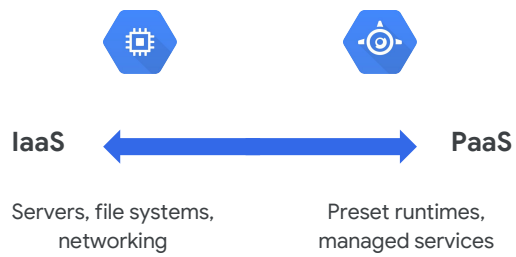 IaaS
PaaS
Servers, file systems,
networking
Preset runtimes,
managed services